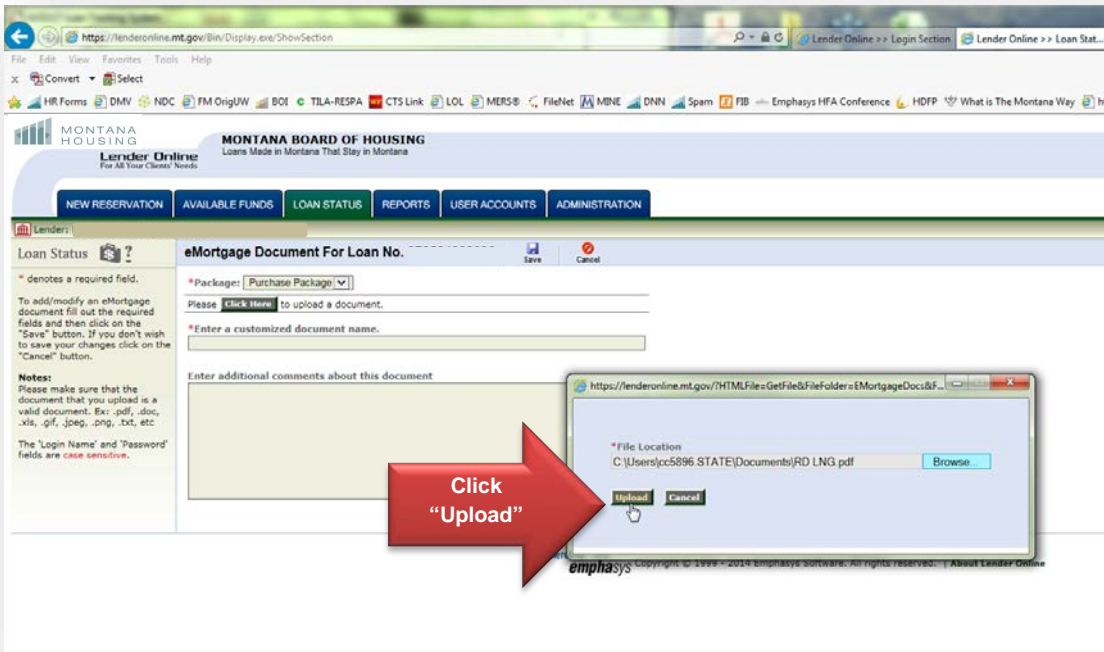 https://lenderonline.mt.gov/Bin/Display.exe/ShowSection
Lender Online >> Login Section
Lender Online >> Loan Stat...
File Edit View Favorites Tools Help
x Convert Select
HR Forms DMV NDC FM OrigUW BOI TILA-RESPA CTS Link LOL MERS® FileNet MINE DNN Spam FIB Emphasys HFA Conference HDFP What is The Montana Way h
MONTANA
HOUSING
Lender Online
For All Your Clients' Needs
MONTANA BOARD OF HOUSING
Loans Made in Montana That Stay in Montana
NEW RESERVATION AVAILABLE FUNDS LOAN STATUS REPORTS USER ACCOUNTS ADMINISTRATION
Lender:
Loan Status ?
* denotes a required field.
To add/modify an eMortgage
document fill out the required
fields and then click on the
"Save" button. If you don't wish
to save your changes click on the
"Cancel" button.
Notes:
Please make sure that the
document that you upload is a
valid document. Ex: .pdf, .doc,
.xls, .gif, .jpeg, .png, .txt, etc
The 'Login Name' and 'Password'
fields are case sensitive.
eMortgage Document For Loan No.
Save Cancel
*Package: Purchase Package
Please Click Here to upload a document.
*Enter a customized document name.
Enter additional comments about this document
https://lenderonline.mt.gov/?HTMLFile=GetFile&FileFolder=EMortgageDocs&F...
*File Location
C:\Users\cc5896.STATE\Documents\RD LNG.pdf Browse...
Upload Cancel
Click
"Upload"
emphasys Copyright © 1999 - 2014 Emphasys Software. All rights reserved. | About Lender Online